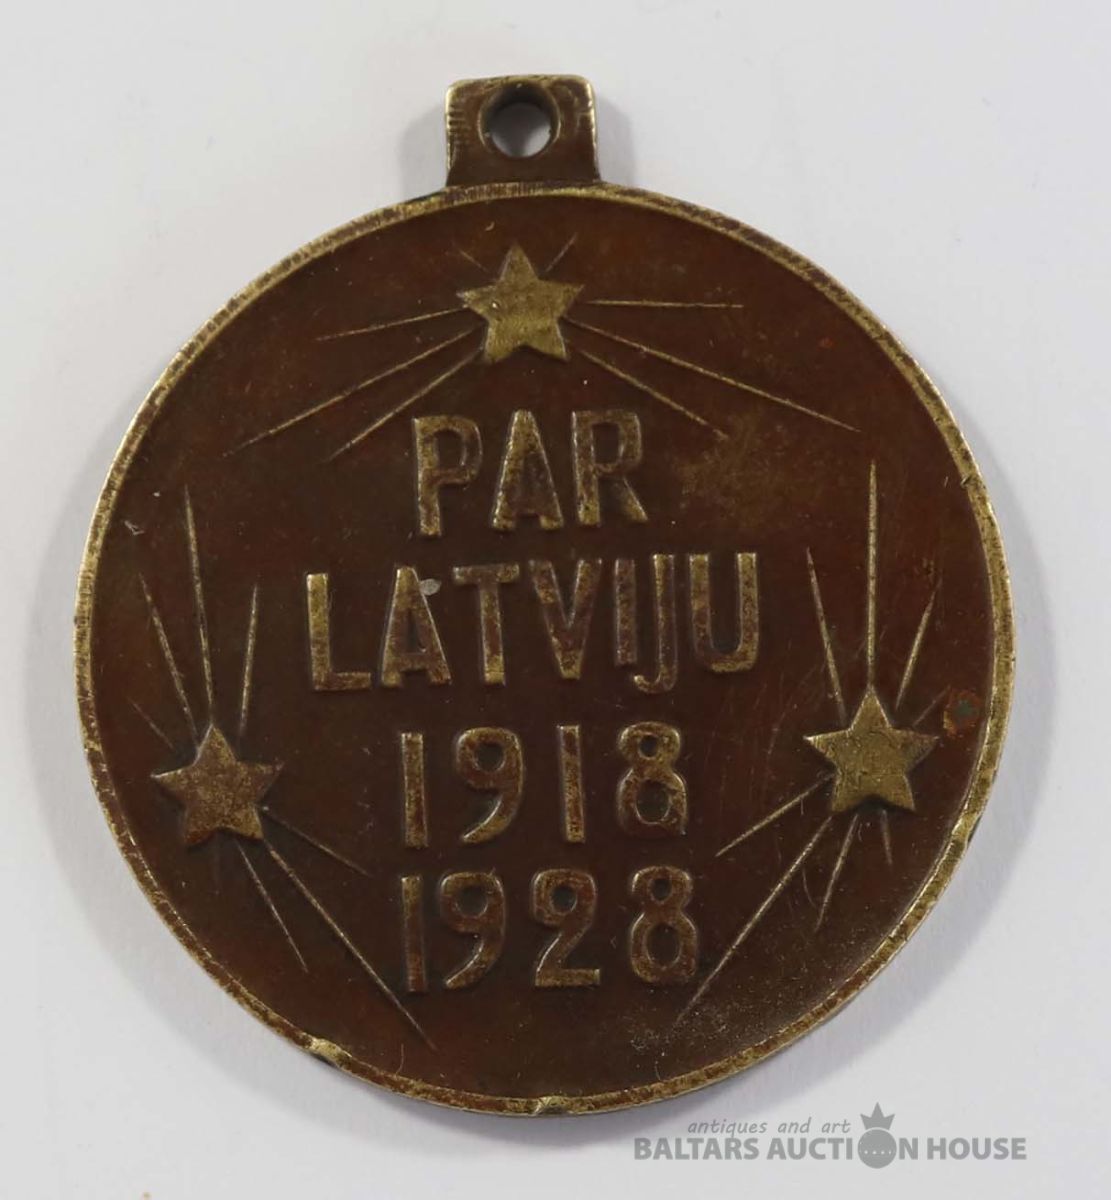 PAR
LATVIJU
1918
1928
antiques and art
BALTARS AUCTION HOUSE